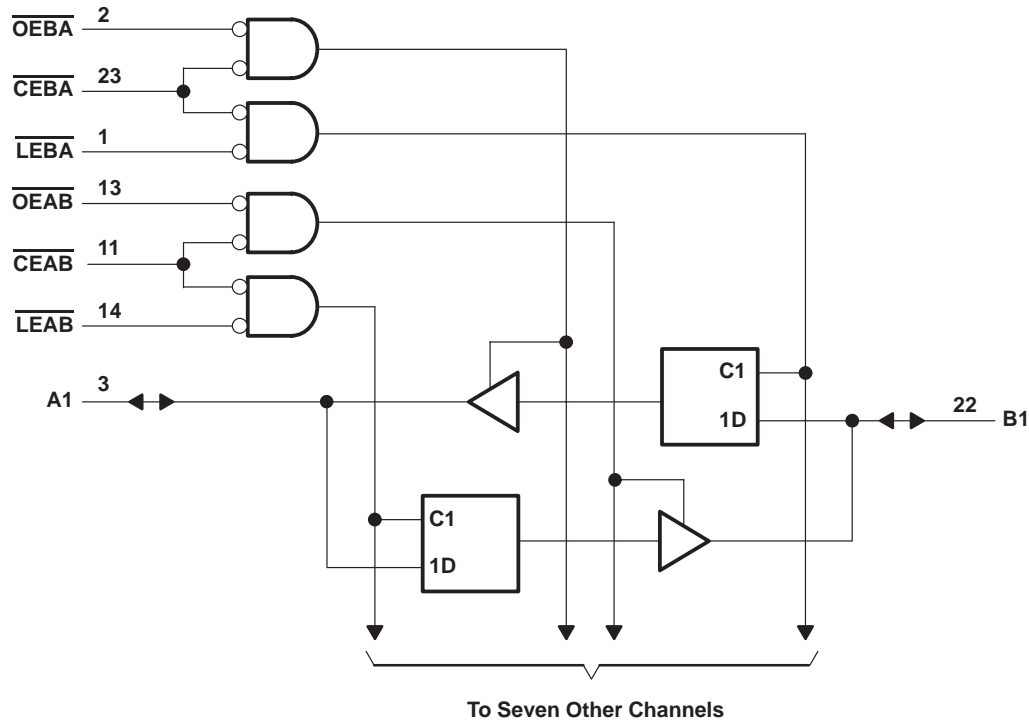 OEBA 2
CEBA 23
LEBA 1
OEAB 13
CEAB 11
LEAB 14
A1 3
C1
1D
22 B1
C1
1D
To Seven Other Channels